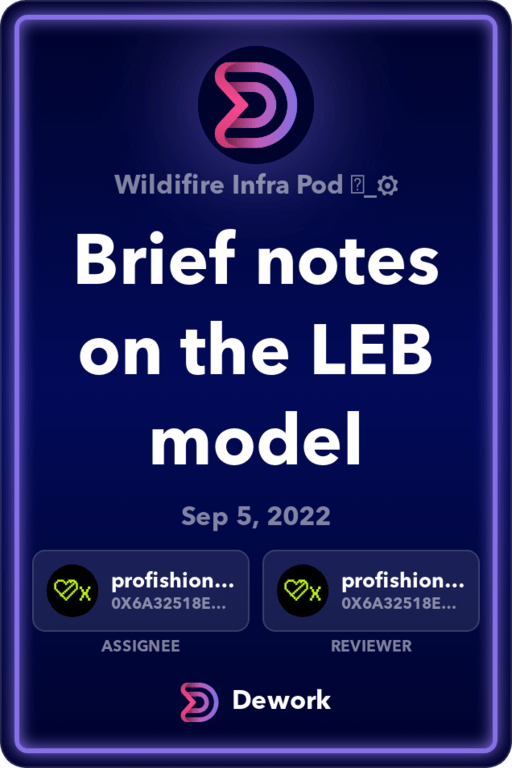 Wildifire Infra Pod _⚙
Brief notes
on the LEB
model
Sep 5, 2022
profishion... profishion...
0X6A32518E... 0X6A32518E...
ASSIGNEE REVIEWER
Dework